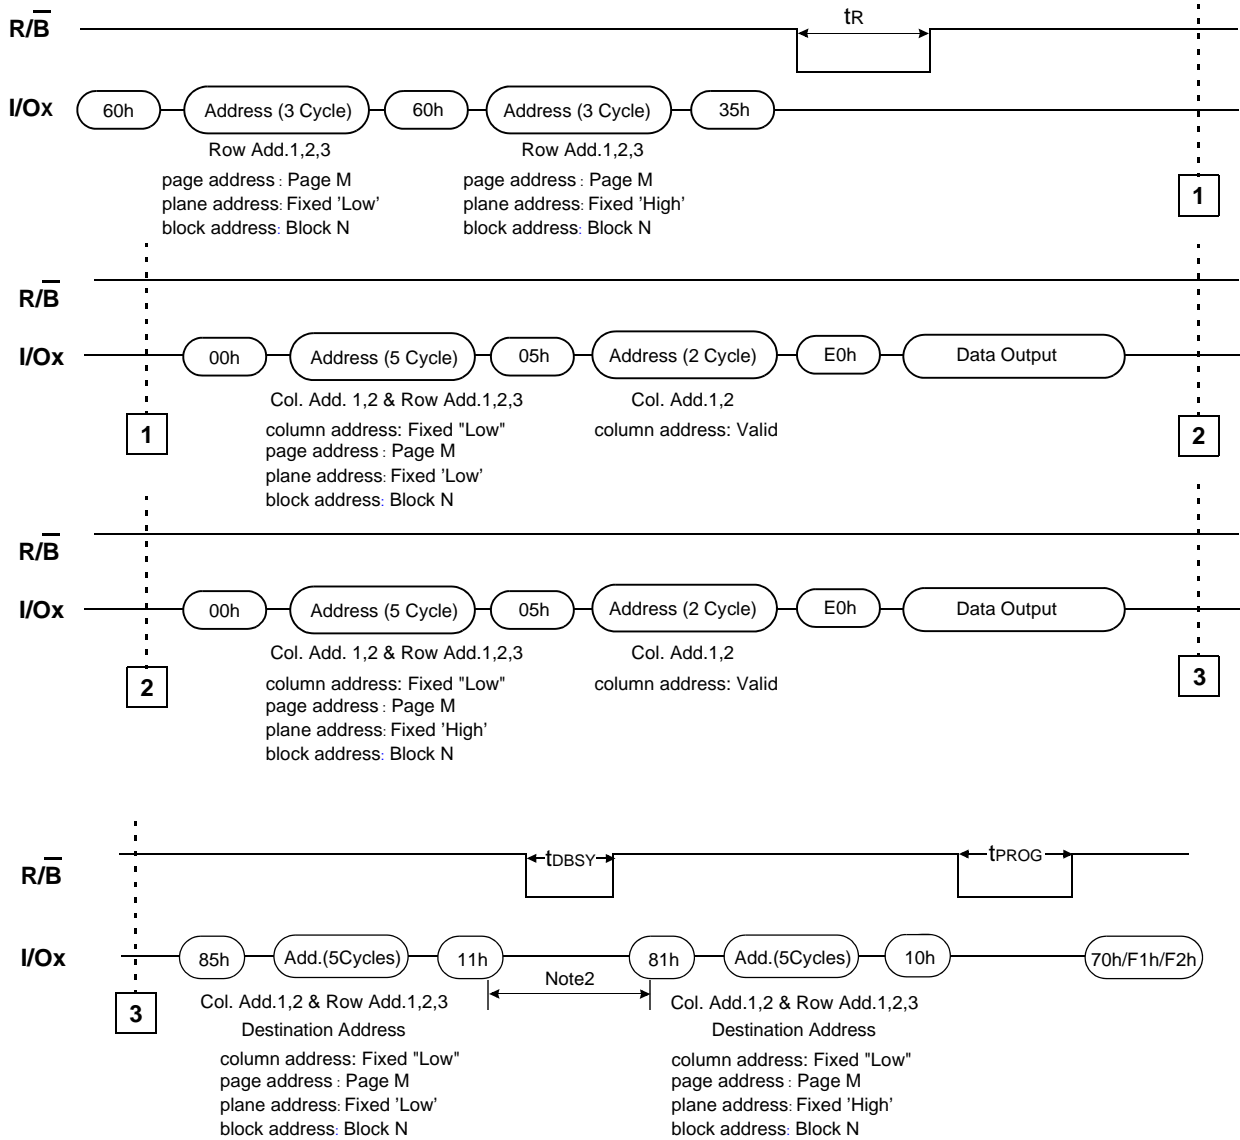 R/B tR
I/Ox 60h Address (3 Cycle) 60h Address (3 Cycle) 35h
Row Add.1,2,3 Row Add.1,2,3
page address : Page M page address : Page M
plane address: Fixed 'Low' plane address: Fixed 'High'
block address: Block N block address: Block N
1
R/B
I/Ox 00h Address (5 Cycle) 05h Address (2 Cycle) E0h Data Output
Col. Add. 1,2 & Row Add.1,2,3 Col. Add.1,2
column address: Fixed "Low" column address: Valid
page address : Page M
plane address: Fixed 'Low'
block address: Block N
1 2
R/B
I/Ox 00h Address (5 Cycle) 05h Address (2 Cycle) E0h Data Output
Col. Add. 1,2 & Row Add.1,2,3 Col. Add.1,2
column address: Fixed "Low" column address: Valid
page address : Page M
plane address: Fixed 'High'
block address: Block N
2 3
R/B tDBSY tPROG
I/Ox 85h Add.(5Cycles) 11h 81h Add.(5Cycles) 10h 70h/F1h/F2h
Note2
3 Col. Add.1,2 & Row Add.1,2,3 Col. Add.1,2 & Row Add.1,2,3
Destination Address Destination Address
column address: Fixed "Low" column address: Fixed "Low"
page address : Page M page address : Page M
plane address: Fixed 'Low' plane address: Fixed 'High'
block address: Block N block address: Block N